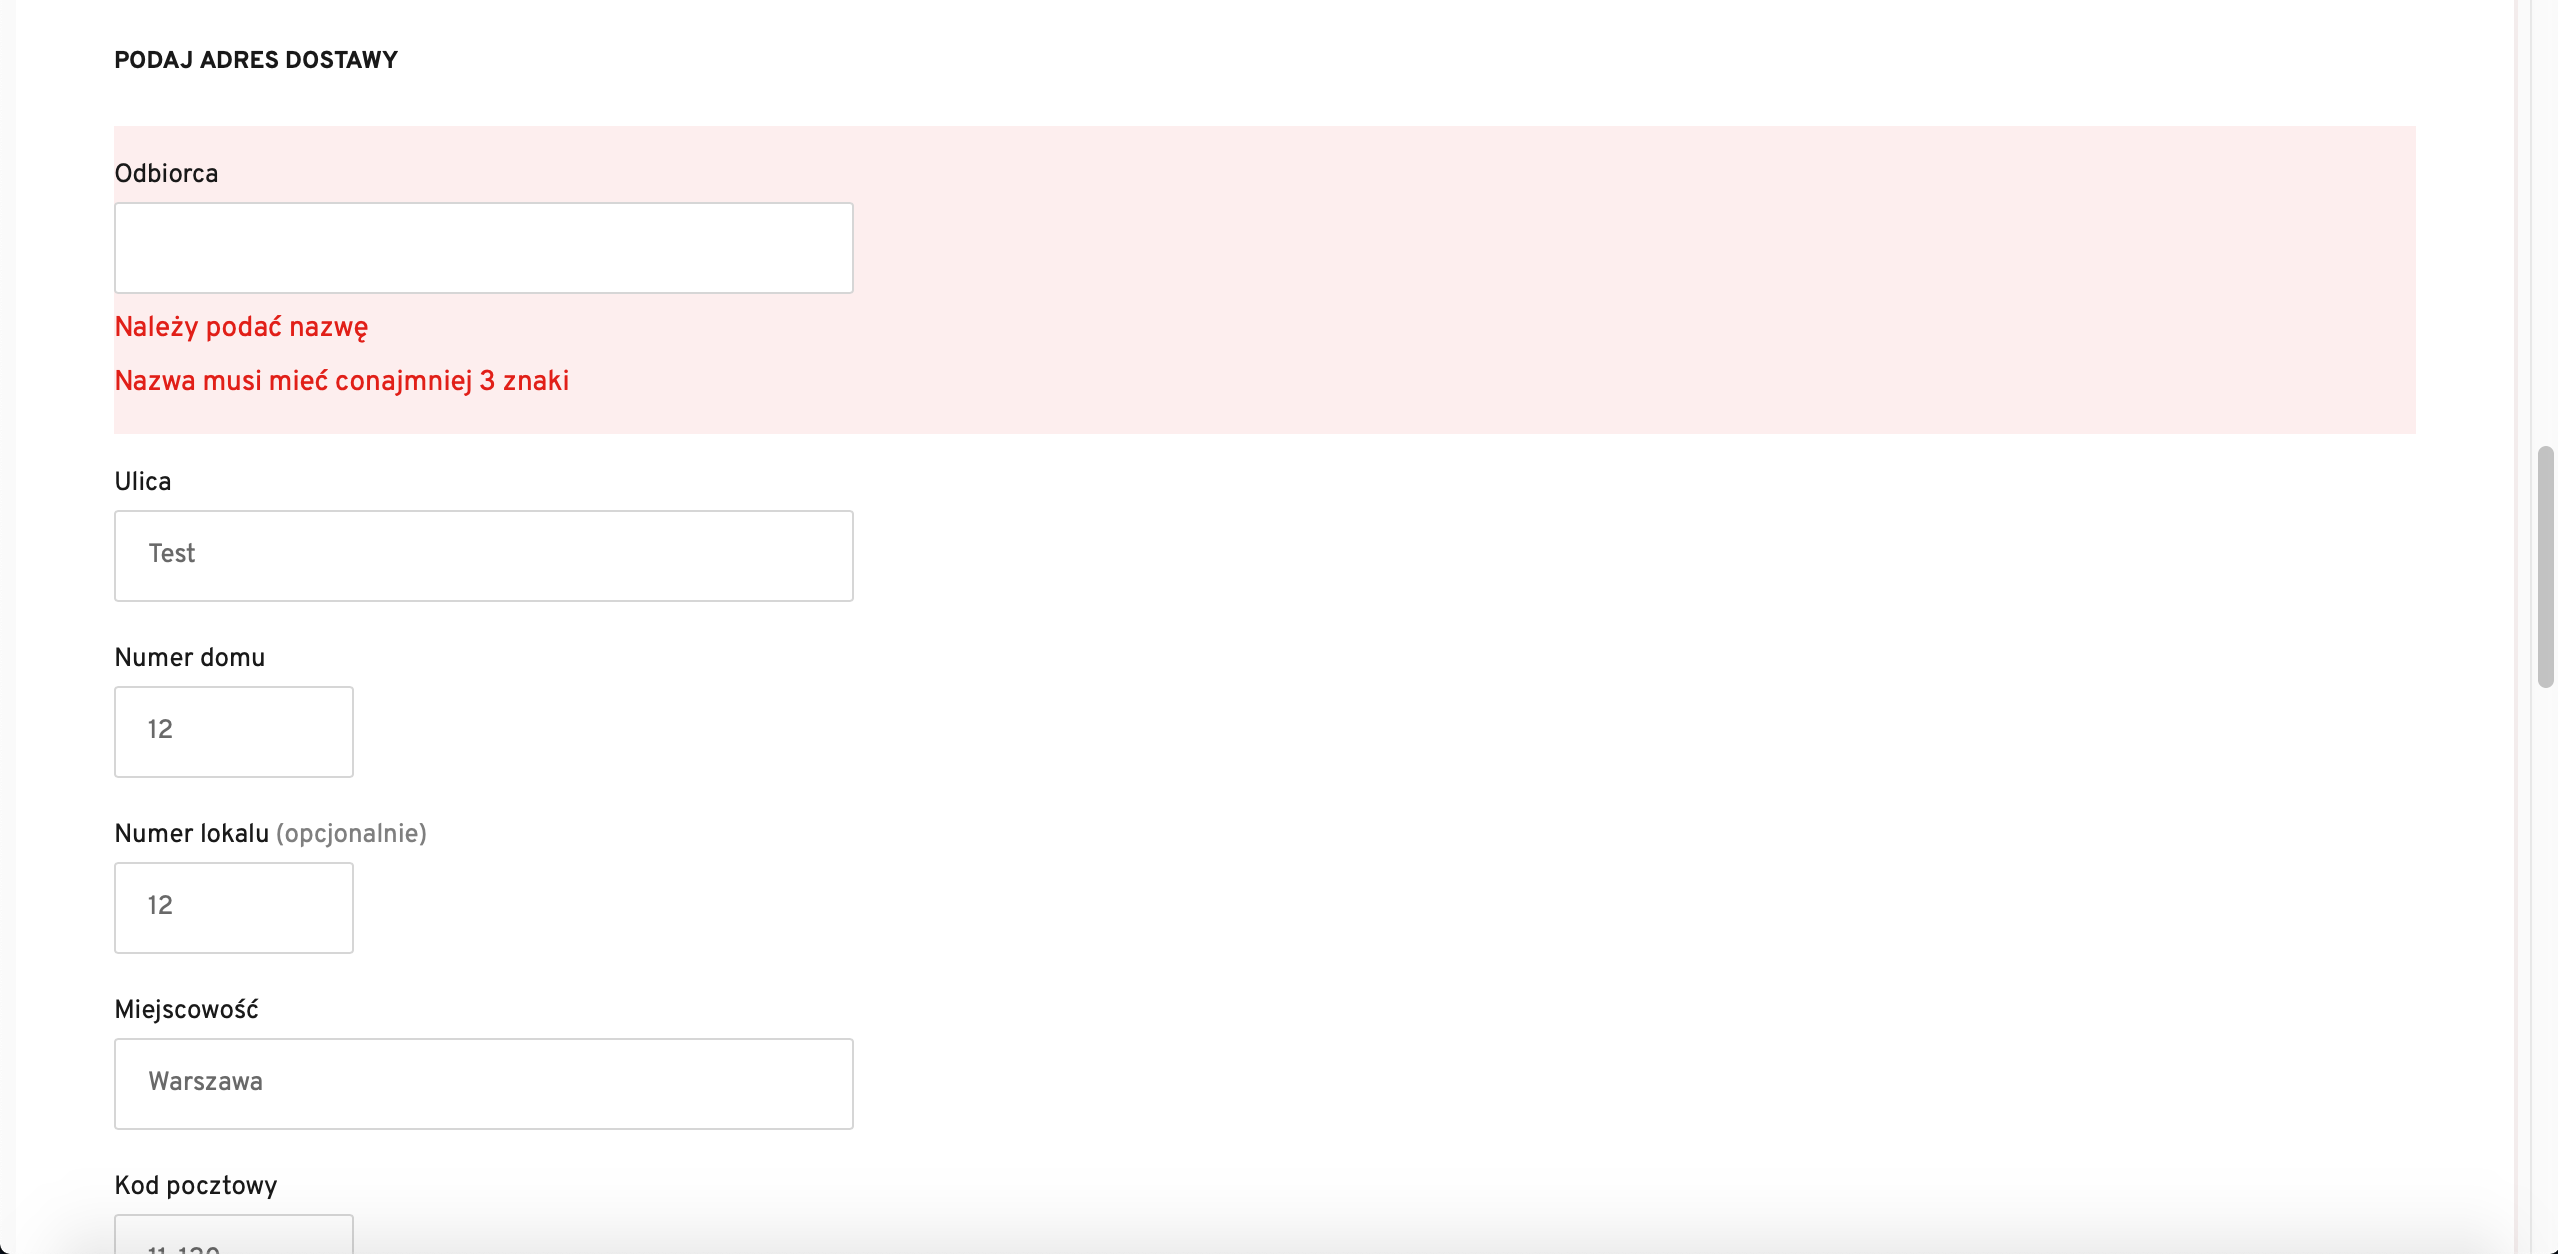 PODAJ ADRES DOSTAWY
Odbiorca
Należy podać nazwę
Nazwa musi mieć conajmniej 3 znaki
Ulica
Test
Numer domu
12
Numer lokalu (opcjonalnie)
12
Miejscowość
Warszawa
Kod pocztowy